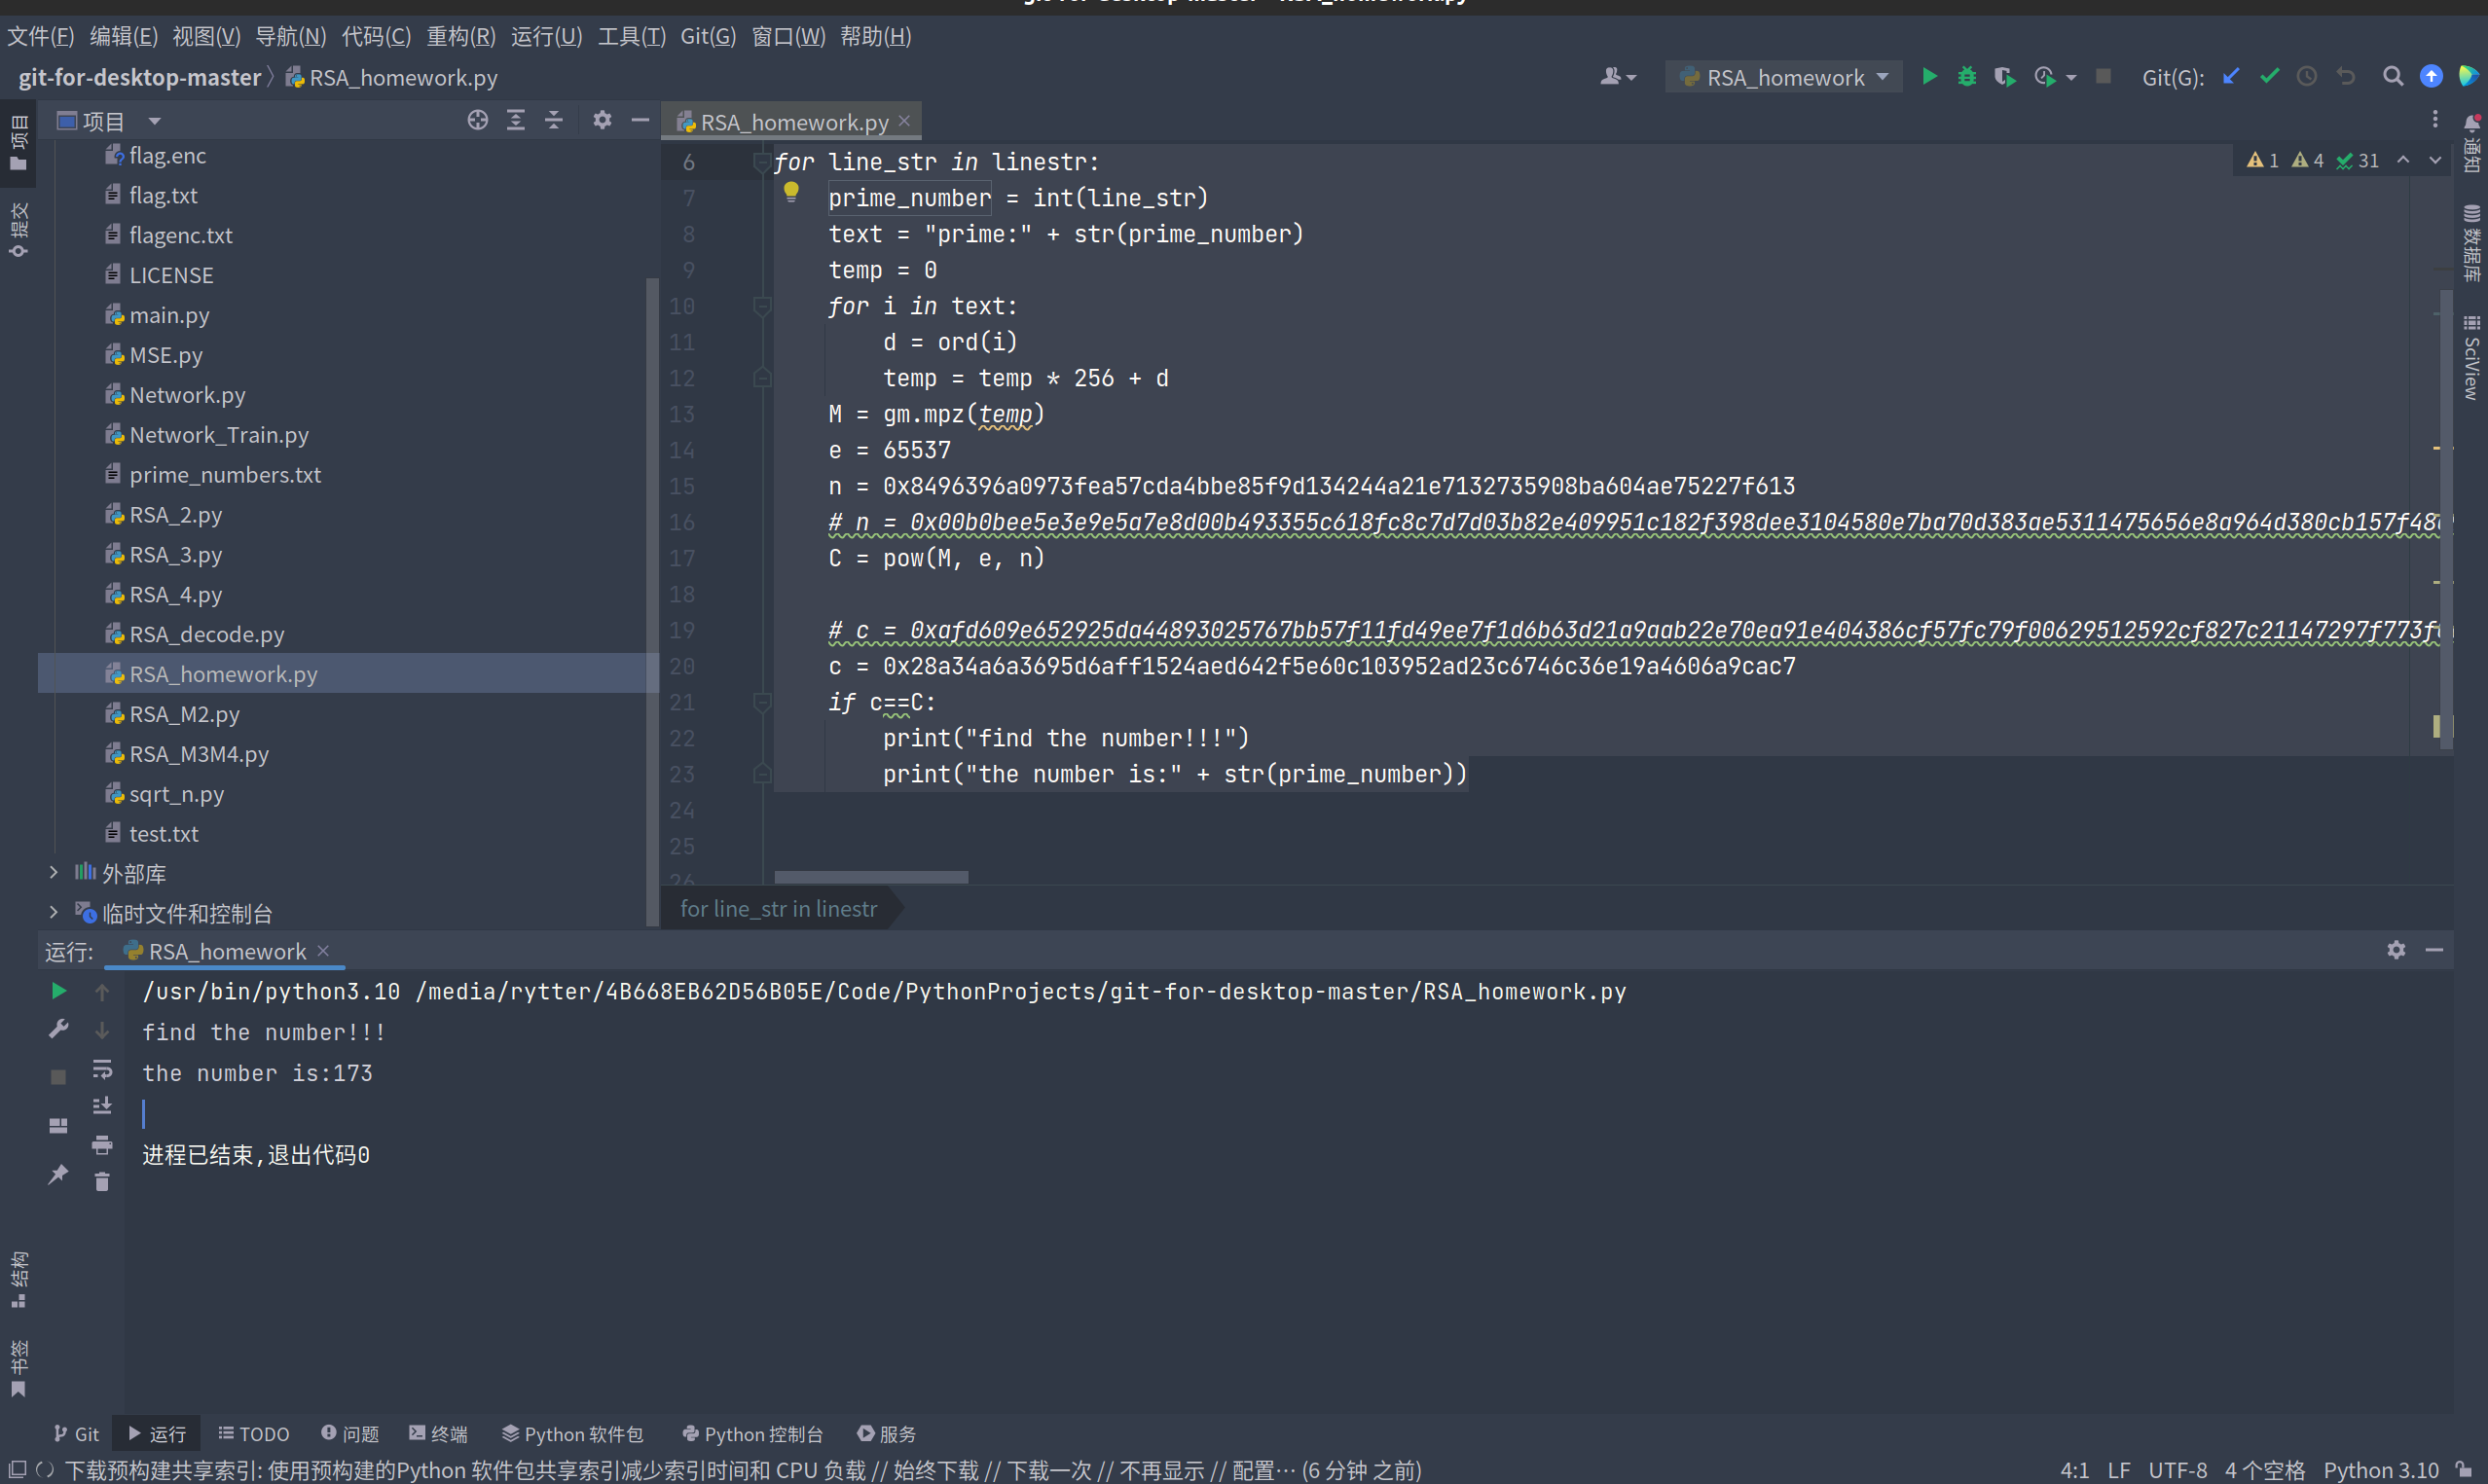 文件(F) 编辑(E) 视图(V) 导航(N) 代码(C) 重构(R) 运行(U) 工具(T) Git(G) 窗口(W) 帮助(H)
git-for-desktop-master RSA_homework.py RSA_homework Git(G):
项目 RSA_homework.py
项目
提交
flag.enc
flag.txt
flagenc.txt
LICENSE
main.py
MSE.py
Network.py
Network_Train.py
prime_numbers.txt
RSA_2.py
RSA_3.py
RSA_4.py
RSA_decode.py
RSA_homework.py
RSA_M2.py
RSA_M3M4.py
sqrt_n.py
test.txt
外部库
临时文件和控制台
1 4 31
6 for line_str in linestr:
7 prime_number = int(line_str)
8 text = "prime:" + str(prime_number)
9 temp = 0
10 for i in text:
11 d = ord(i)
12 temp = temp * 256 + d
13 M = gm.mpz(temp)
14 e = 65537
15 n = 0x8496396a0973fea57cda4bbe85f9d134244a21e7132735908ba604ae75227f613
16 # n = 0x00b0bee5e3e9e5a7e8d00b493355c618fc8c7d7d03b82e409951c182f398dee3104580e7ba70d383ae5311475656e8a964d380cb157f48
17 C = pow(M, e, n)
18
19 # c = 0xafd609e652925da44893025767bb57f11fd49ee7f1d6b63d21a9aab22e70ea91e404386cf57fc79f00629512592cf827c21147297f773f
20 c = 0x28a34a6a3695d6aff1524aed642f5e60c103952ad23c6746c36e19a4606a9cac7
21 if c==C:
22 print("find the number!!!")
23 print("the number is:" + str(prime_number))
24
25
26
for line_str in linestr
通知
数据库
SciView
运行: RSA_homework
/usr/bin/python3.10 /media/rytter/4B668EB62D56B05E/Code/PythonProjects/git-for-desktop-master/RSA_homework.py
find the number!!!
the number is:173
进程已结束,退出代码0
结构
书签
Git 运行 TODO 问题 终端 Python 软件包 Python 控制台 服务
下载预构建共享索引: 使用预构建的Python 软件包共享索引减少索引时间和 CPU 负载 // 始终下载 // 下载一次 // 不再显示 // 配置… (6 分钟 之前) 4:1 LF UTF-8 4 个空格 Python 3.10